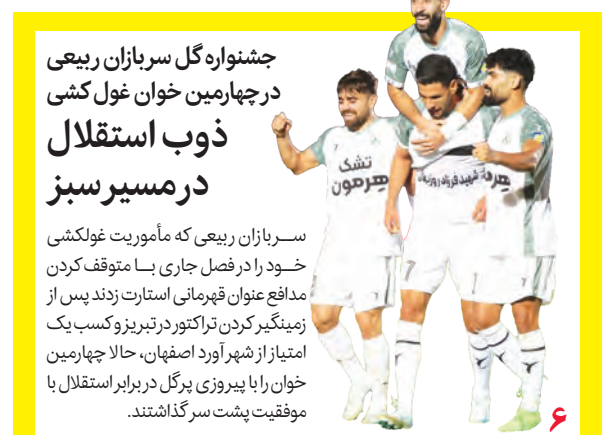 جشنواره گل سربازان ربیعی
در چهارمین خوان غول کشی
ذوب استقلال
در مسیر سبز
سربازان ربیعی که مأموریت غولکشی
خود را در فصل جاری با متوقف کردن
مدافع عنوان قهرمانی استارت زدند پس از
زمینگیر کردن تراکتور در تبریز و کسب یک
امتیاز از شهرآورد اصفهان، حالا چهارمین
خوان را با پیروزی پرگل در برابر استقلال با
موفقیت پشت سر گذاشتند.
تشک
هرمون
۷
7
7
۶